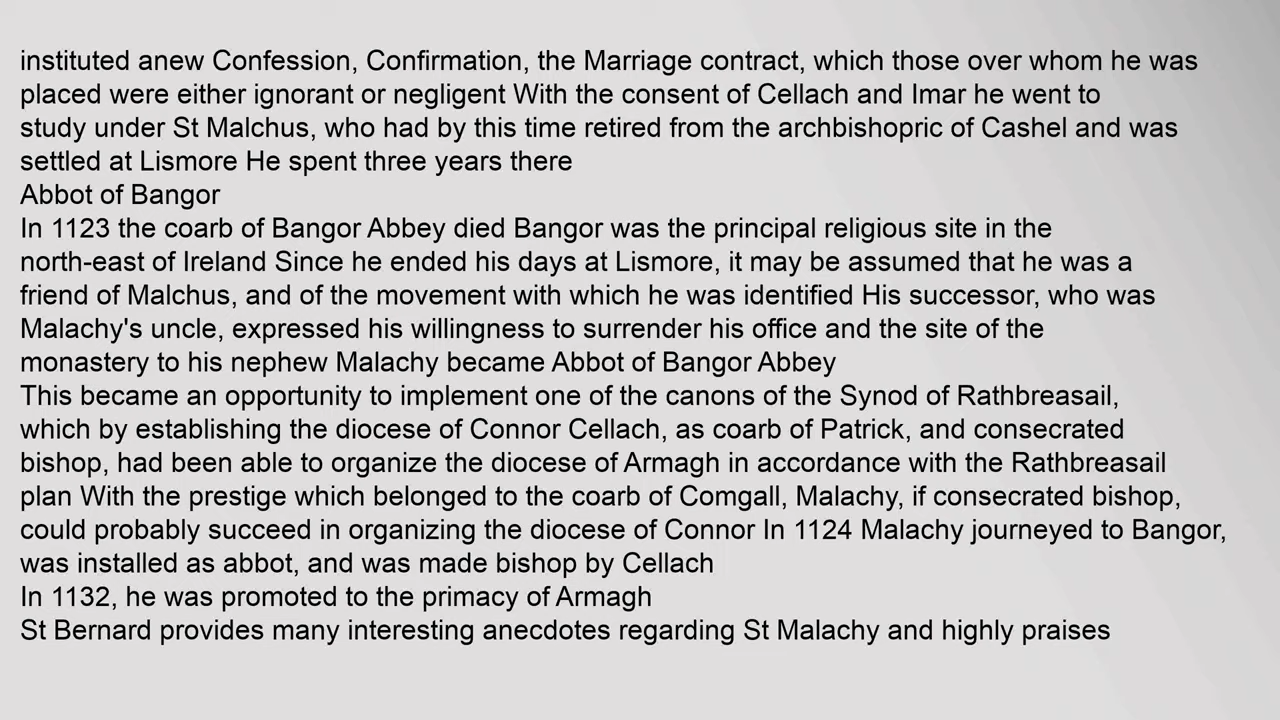 instituted anew Confession, Confirmation, the Marriage contract, which those over whom he was
placed were either ignorant or negligent With the consent of Cellach and Imar he went to
study under St Malchus, who had by this time retired from the archbishopric of Cashel and was
settled at Lismore He spent three years there
Abbot of Bangor
In 1123 the coarb of Bangor Abbey died Bangor was the principal religious site in the
north-east of Ireland Since he ended his days at Lismore, it may be assumed that he was a
friend of Malchus, and of the movement with which he was identified His successor, who was
Malachy's uncle, expressed his willingness to surrender his office and the site of the
monastery to his nephew Malachy became Abbot of Bangor Abbey
This became an opportunity to implement one of the canons of the Synod of Rathbreasail,
which by establishing the diocese of Connor Cellach, as coarb of Patrick, and consecrated
bishop, had been able to organize the diocese of Armagh in accordance with the Rathbreasail
plan With the prestige which belonged to the coarb of Comgall, Malachy, if consecrated bishop,
could probably succeed in organizing the diocese of Connor In 1124 Malachy journeyed to Bangor,
was installed as abbot, and was made bishop by Cellach
In 1132, he was promoted to the primacy of Armagh
St Bernard provides many interesting anecdotes regarding St Malachy and highly praises